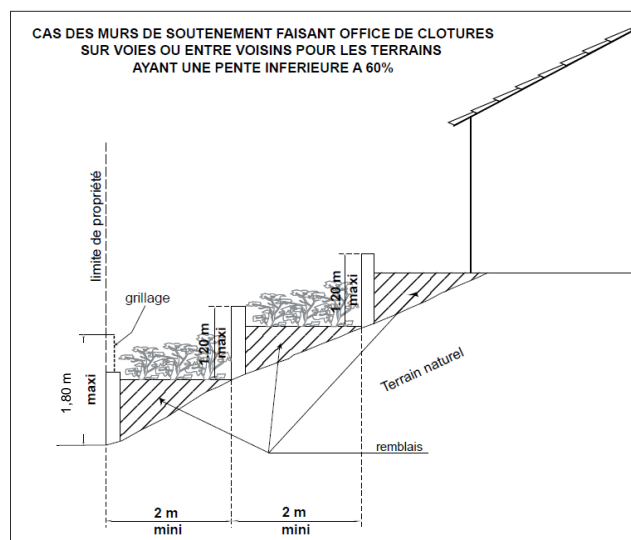 CAS DES MURS DE SOUTENEMENT FAISANT OFFICE DE CLOTURES
SUR VOIES OU ENTRE VOISINS POUR LES TERRAINS
AYANT UNE PENTE INFERIEURE A 60%
limite de propriété
grillage
1,80 m
maxi
1.20 m
maxi
1.20 m
maxi
Terrain naturel
remblais
2 m
mini
2 m
mini